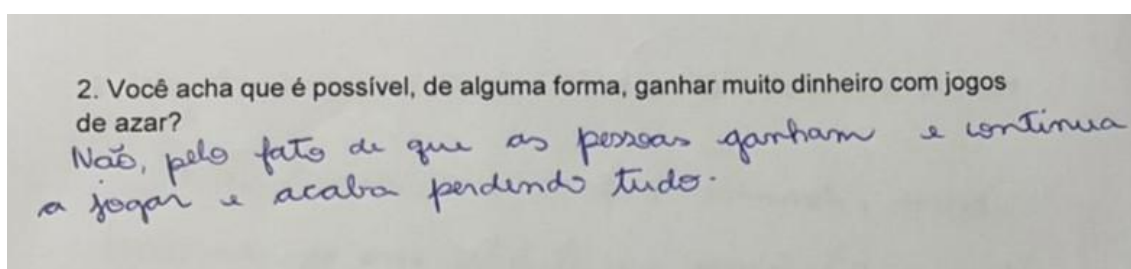 2. Você acha que é possível, de alguma forma, ganhar muito dinheiro com jogos
de azar?
Não, pelo fato de que as pessoas ganham e continua
a jogar e acaba perdendo tudo.